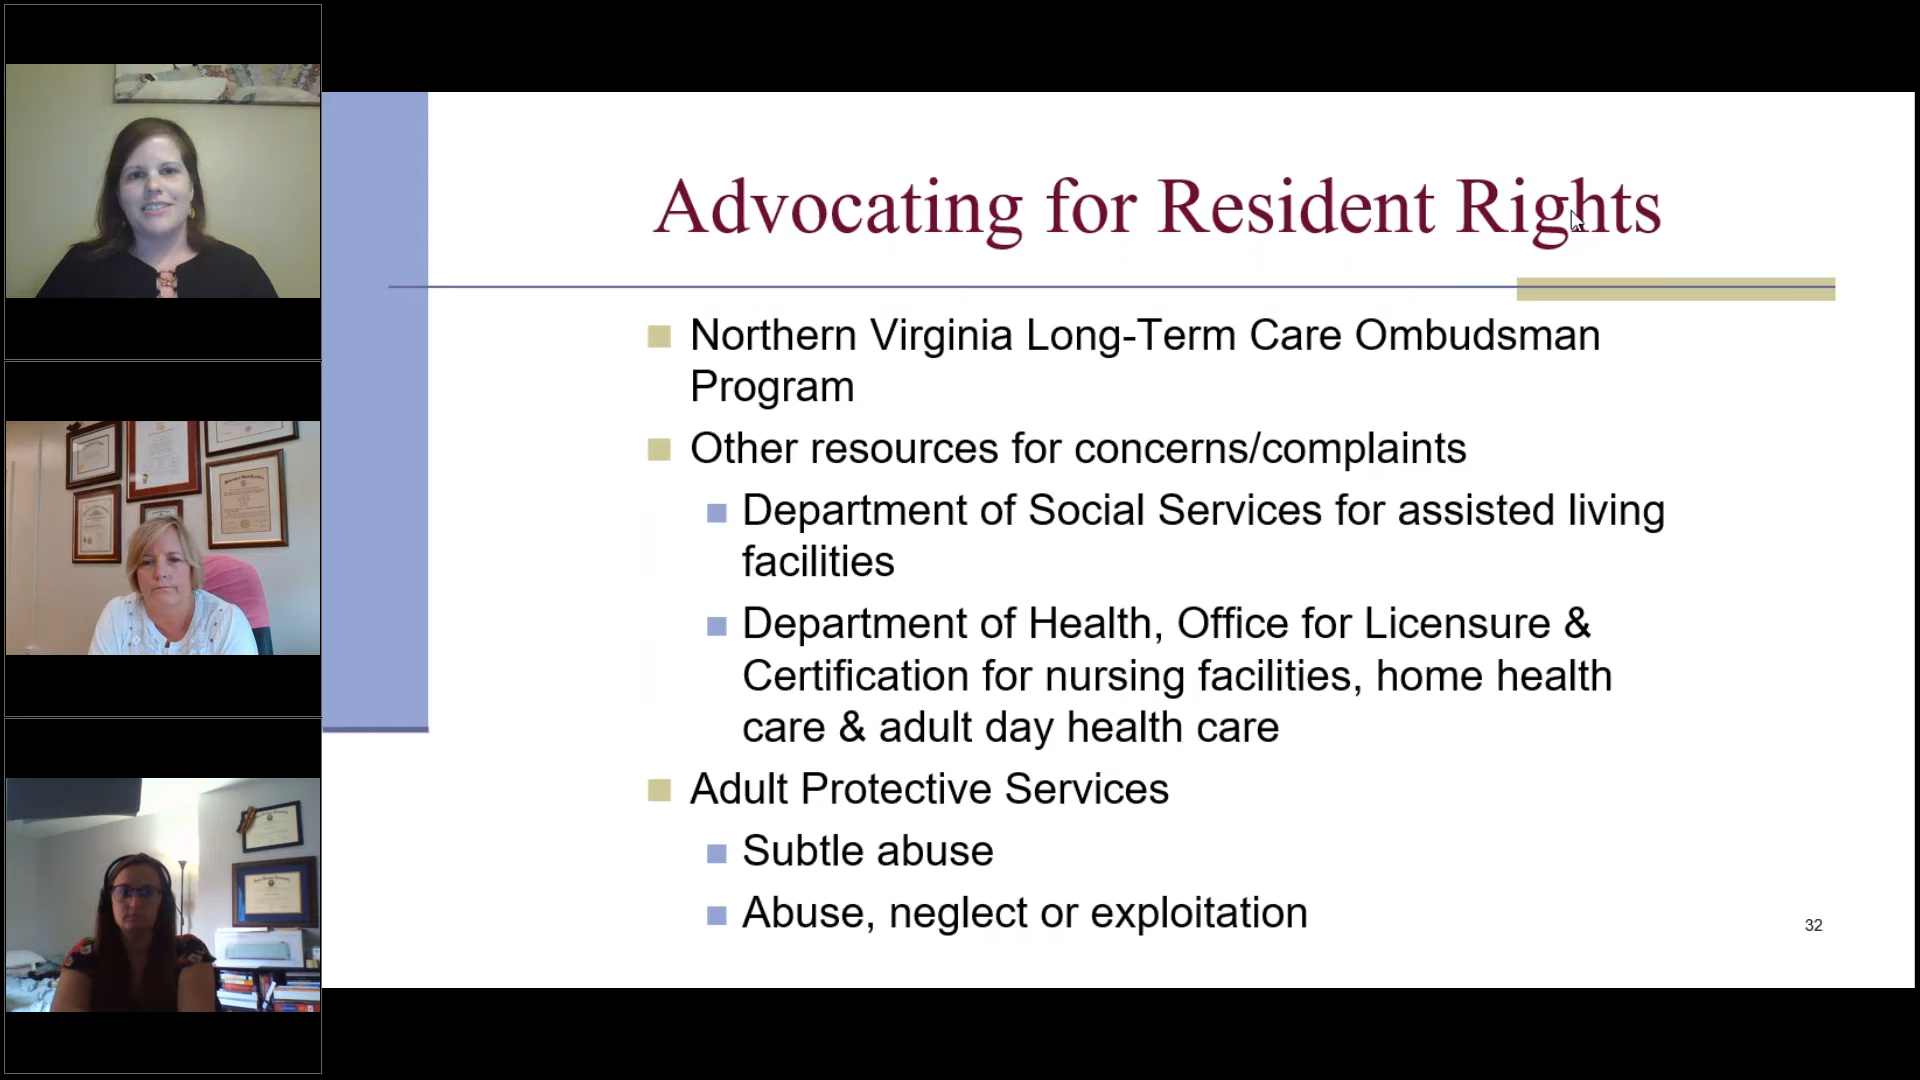 Advocating for Resident Rights
Northern Virginia Long-Term Care Ombudsman
Program
Other resources for concerns/complaints
Department of Social Services for assisted living
facilities
Department of Health, Office for Licensure &
Certification for nursing facilities, home health
care & adult day health care
Adult Protective Services
Subtle abuse
Abuse, neglect or exploitation
32